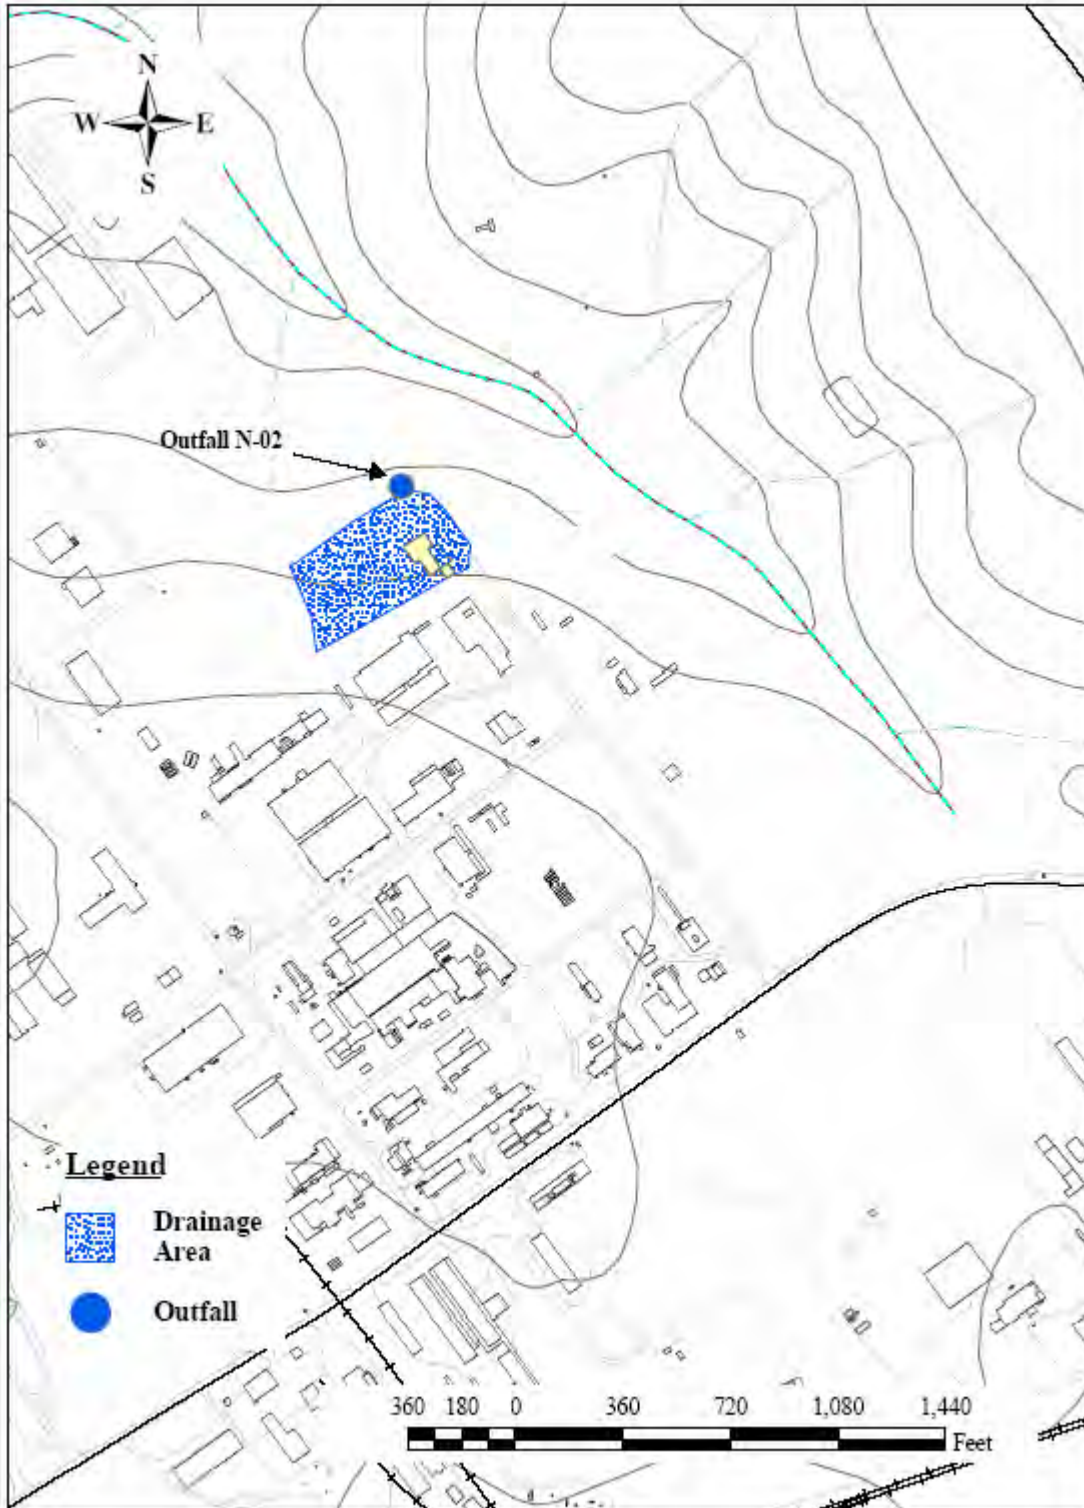 N
W E
S
Outfall N-02
Legend
Drainage
Area
Outfall
360 180 0 360 720 1,080 1,440
Feet